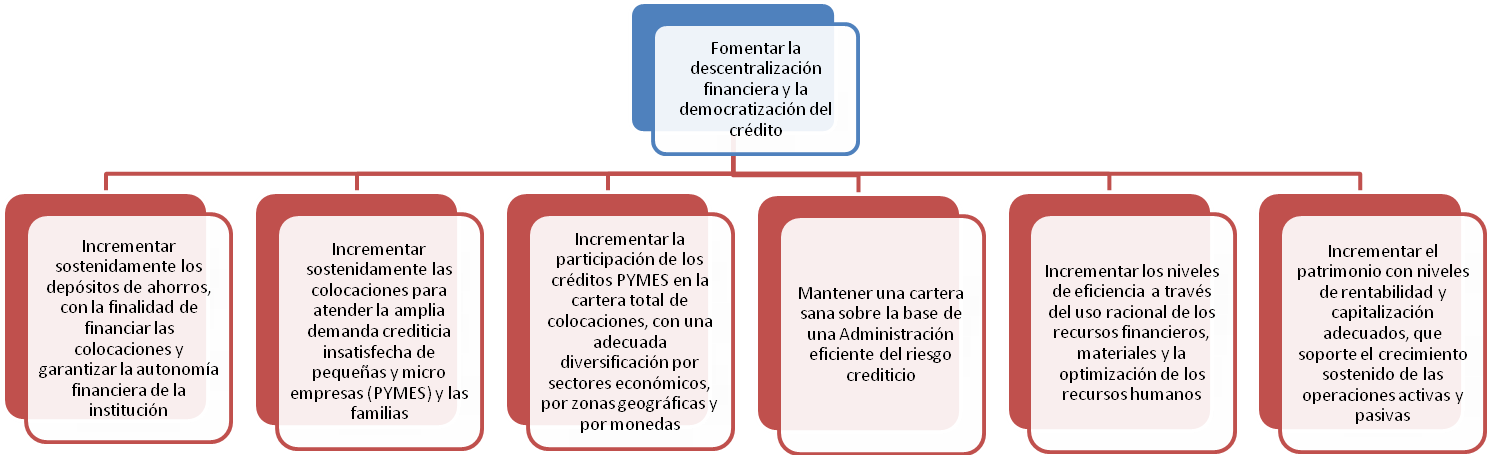 Fomentar la
descentralización
financiera y la
democratización del
crédito
Incrementar
sostenidamente los
depósitos de ahorros,
con la finalidad de
financiar las
colocaciones y
garantizar la autonomía
financiera de la
institución
Incrementar
sostenidamente las
colocaciones para
atender la amplia
demanda crediticia
insatisfecha de
pequeñas y micro
empresas (PYMES) y las
familias
Incrementar la
participación de los
créditos PYMES en la
cartera total de
colocaciones, con una
adecuada
diversificación por
sectores económicos,
por zonas geográficas y
por monedas
Mantener una cartera
sana sobre la base de
una Administración
eficiente del riesgo
crediticio
Incrementar los niveles
de eficiencia a través
del uso racional de los
recursos financieros,
materiales y la
optimización de los
recursos humanos
Incrementar el
patrimonio con niveles
de rentabilidad y
capitalización
adecuados, que
soporte el crecimiento
sostenido de las
operaciones activas y
pasivas